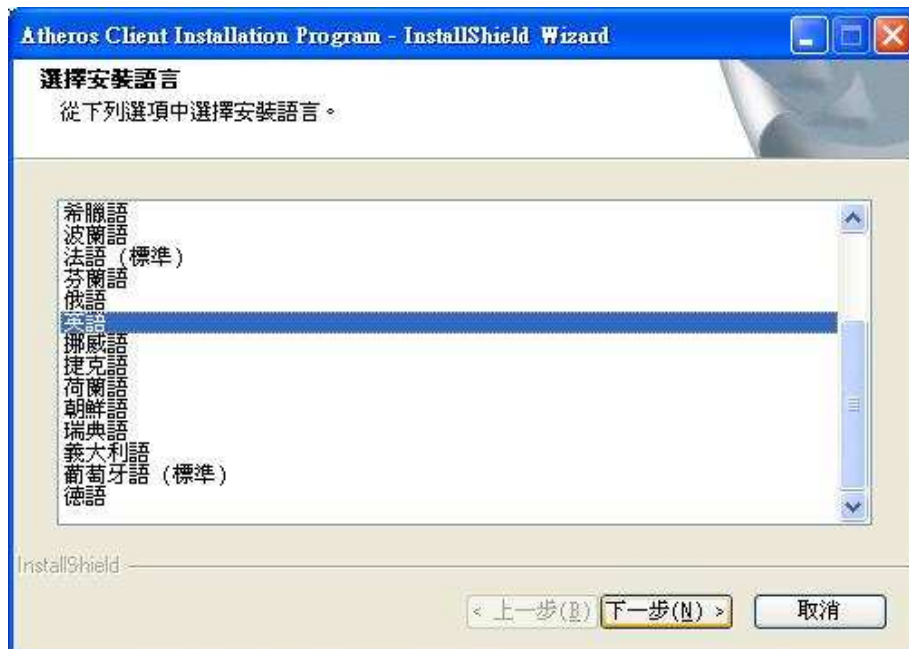 Atheros Client Installation Program - InstallShield Wizard
選擇安裝語言
從下列選項中選擇安裝語言。
希臘語
波蘭語
法語 (標準)
芬蘭語
俄語
英語
挪威語
捷克語
荷蘭語
朝鮮語
瑞典語
義大利語
葡萄牙語 (標準)
德語
InstallShield
< 上一步(B) 下一步(N) > 取消